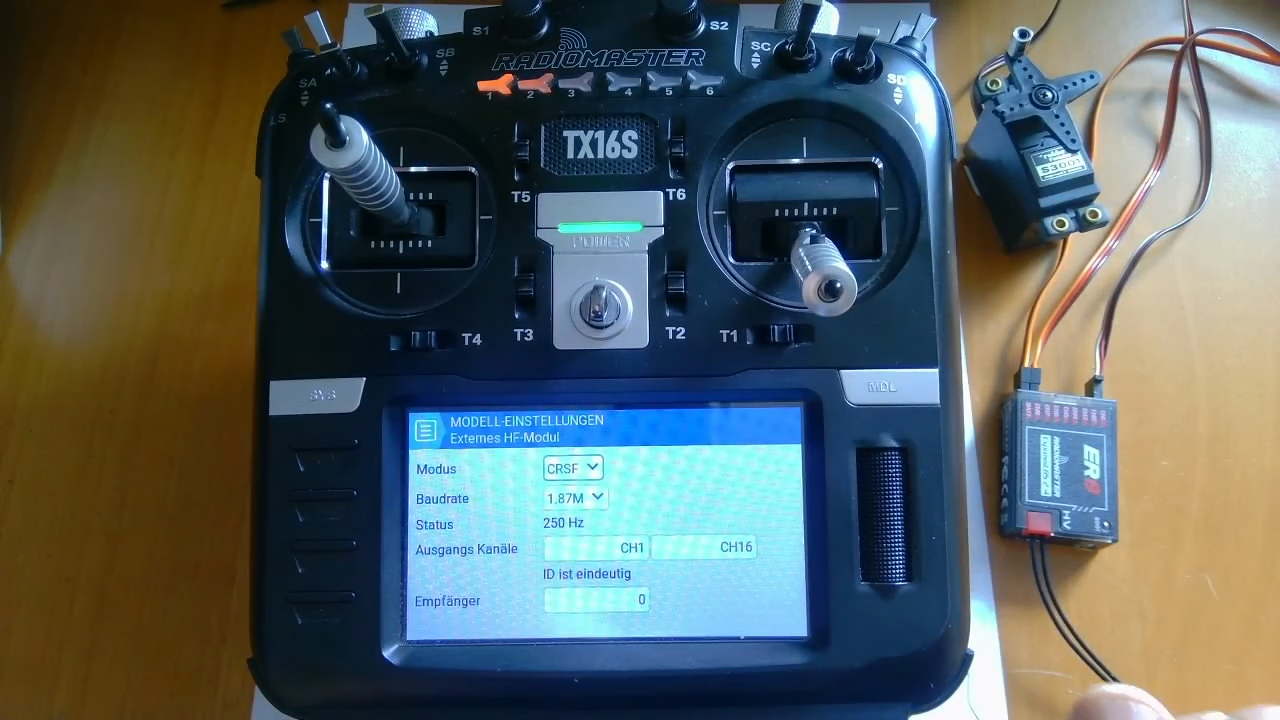 S1
S2
SB
SC
SA
SD
LS
RADIOMASTER
1 2 3 4 5 6
TX16S
T5
T6
POWER
T4
T3
T2
T1
SYS
MDL
MODELL-EINSTELLUNGEN
Externes HF-Modul
Modus CRSF
Baudrate 1.87M
Status 250 Hz
Ausgangs Kanäle CH1 CH16
ID ist eindeutig
Empfänger 0
S3001
ER8
RADIOMASTER
HV